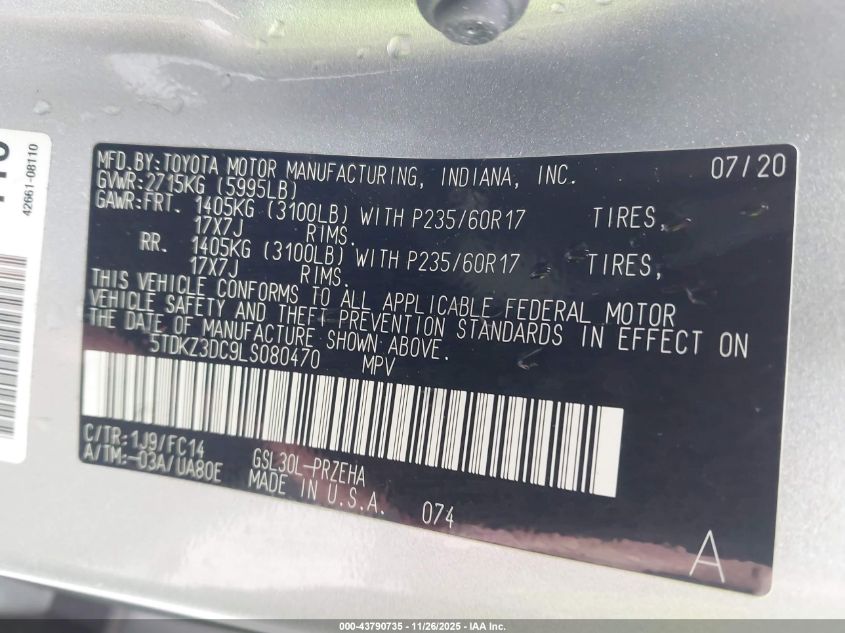 42661-08110
MFD.BY:TOYOTA MOTOR MANUFACTURING, INDIANA, INC. 07/20
GVWR:2715KG (5995LB)
GAWR:FRT. 1405KG (3100LB) WITH P235/60R17 TIRES,
17X7J RIMS.
RR. 1405KG (3100LB) WITH P235/60R17 TIRES,
17X7J RIMS.
THIS VEHICLE CONFORMS TO ALL APPLICABLE FEDERAL MOTOR
VEHICLE SAFETY AND THEFT PREVENTION STANDARDS IN EFFECT ON
THE DATE OF MANUFACTURE SHOWN ABOVE.
5TDKZ3DC9LS080470 MPV
C/TR:1J9/FC14
A/TM:-03A/UA80E
GSL30L-PRZEHA
MADE IN U.S.A. 074
A
000-43790735 - 11/26/2025 - IAA Inc.